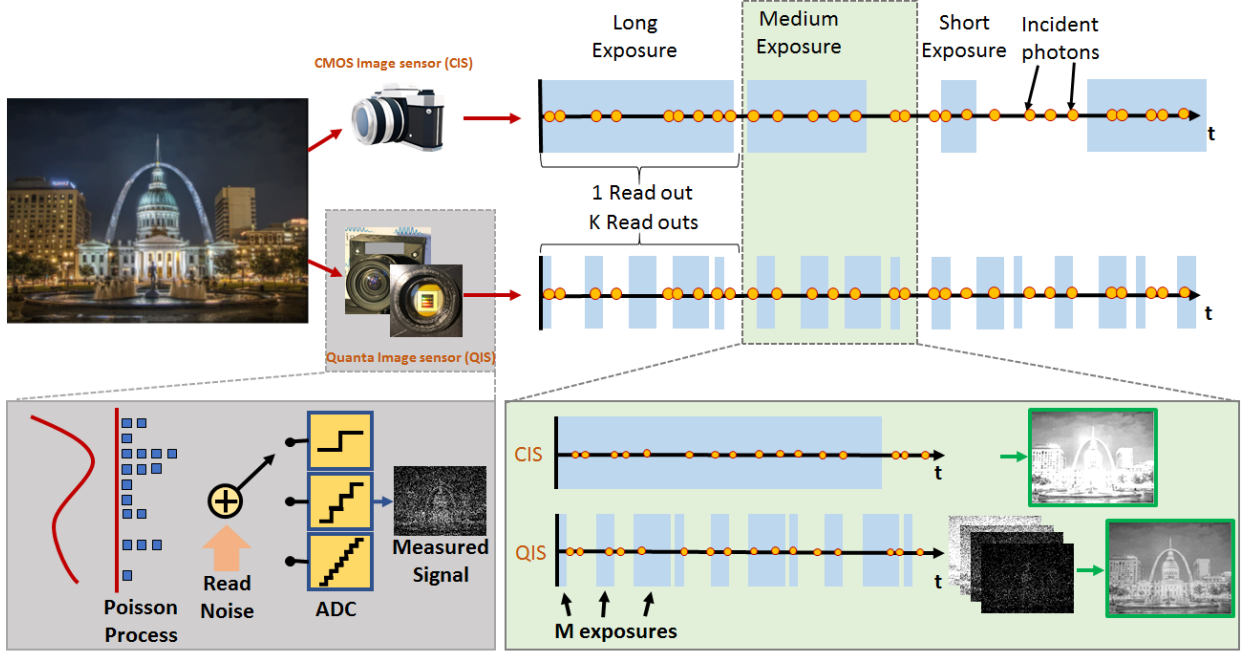 Long
Exposure
Medium
Exposure
Short
Exposure
Incident
photons
CMOS Image sensor (CIS)
t
1 Read out
K Read outs
t
Quanta Image sensor (QIS)
CIS
t
QIS
t
M exposures
Poisson
Process
Read
Noise
ADC
Measured
Signal